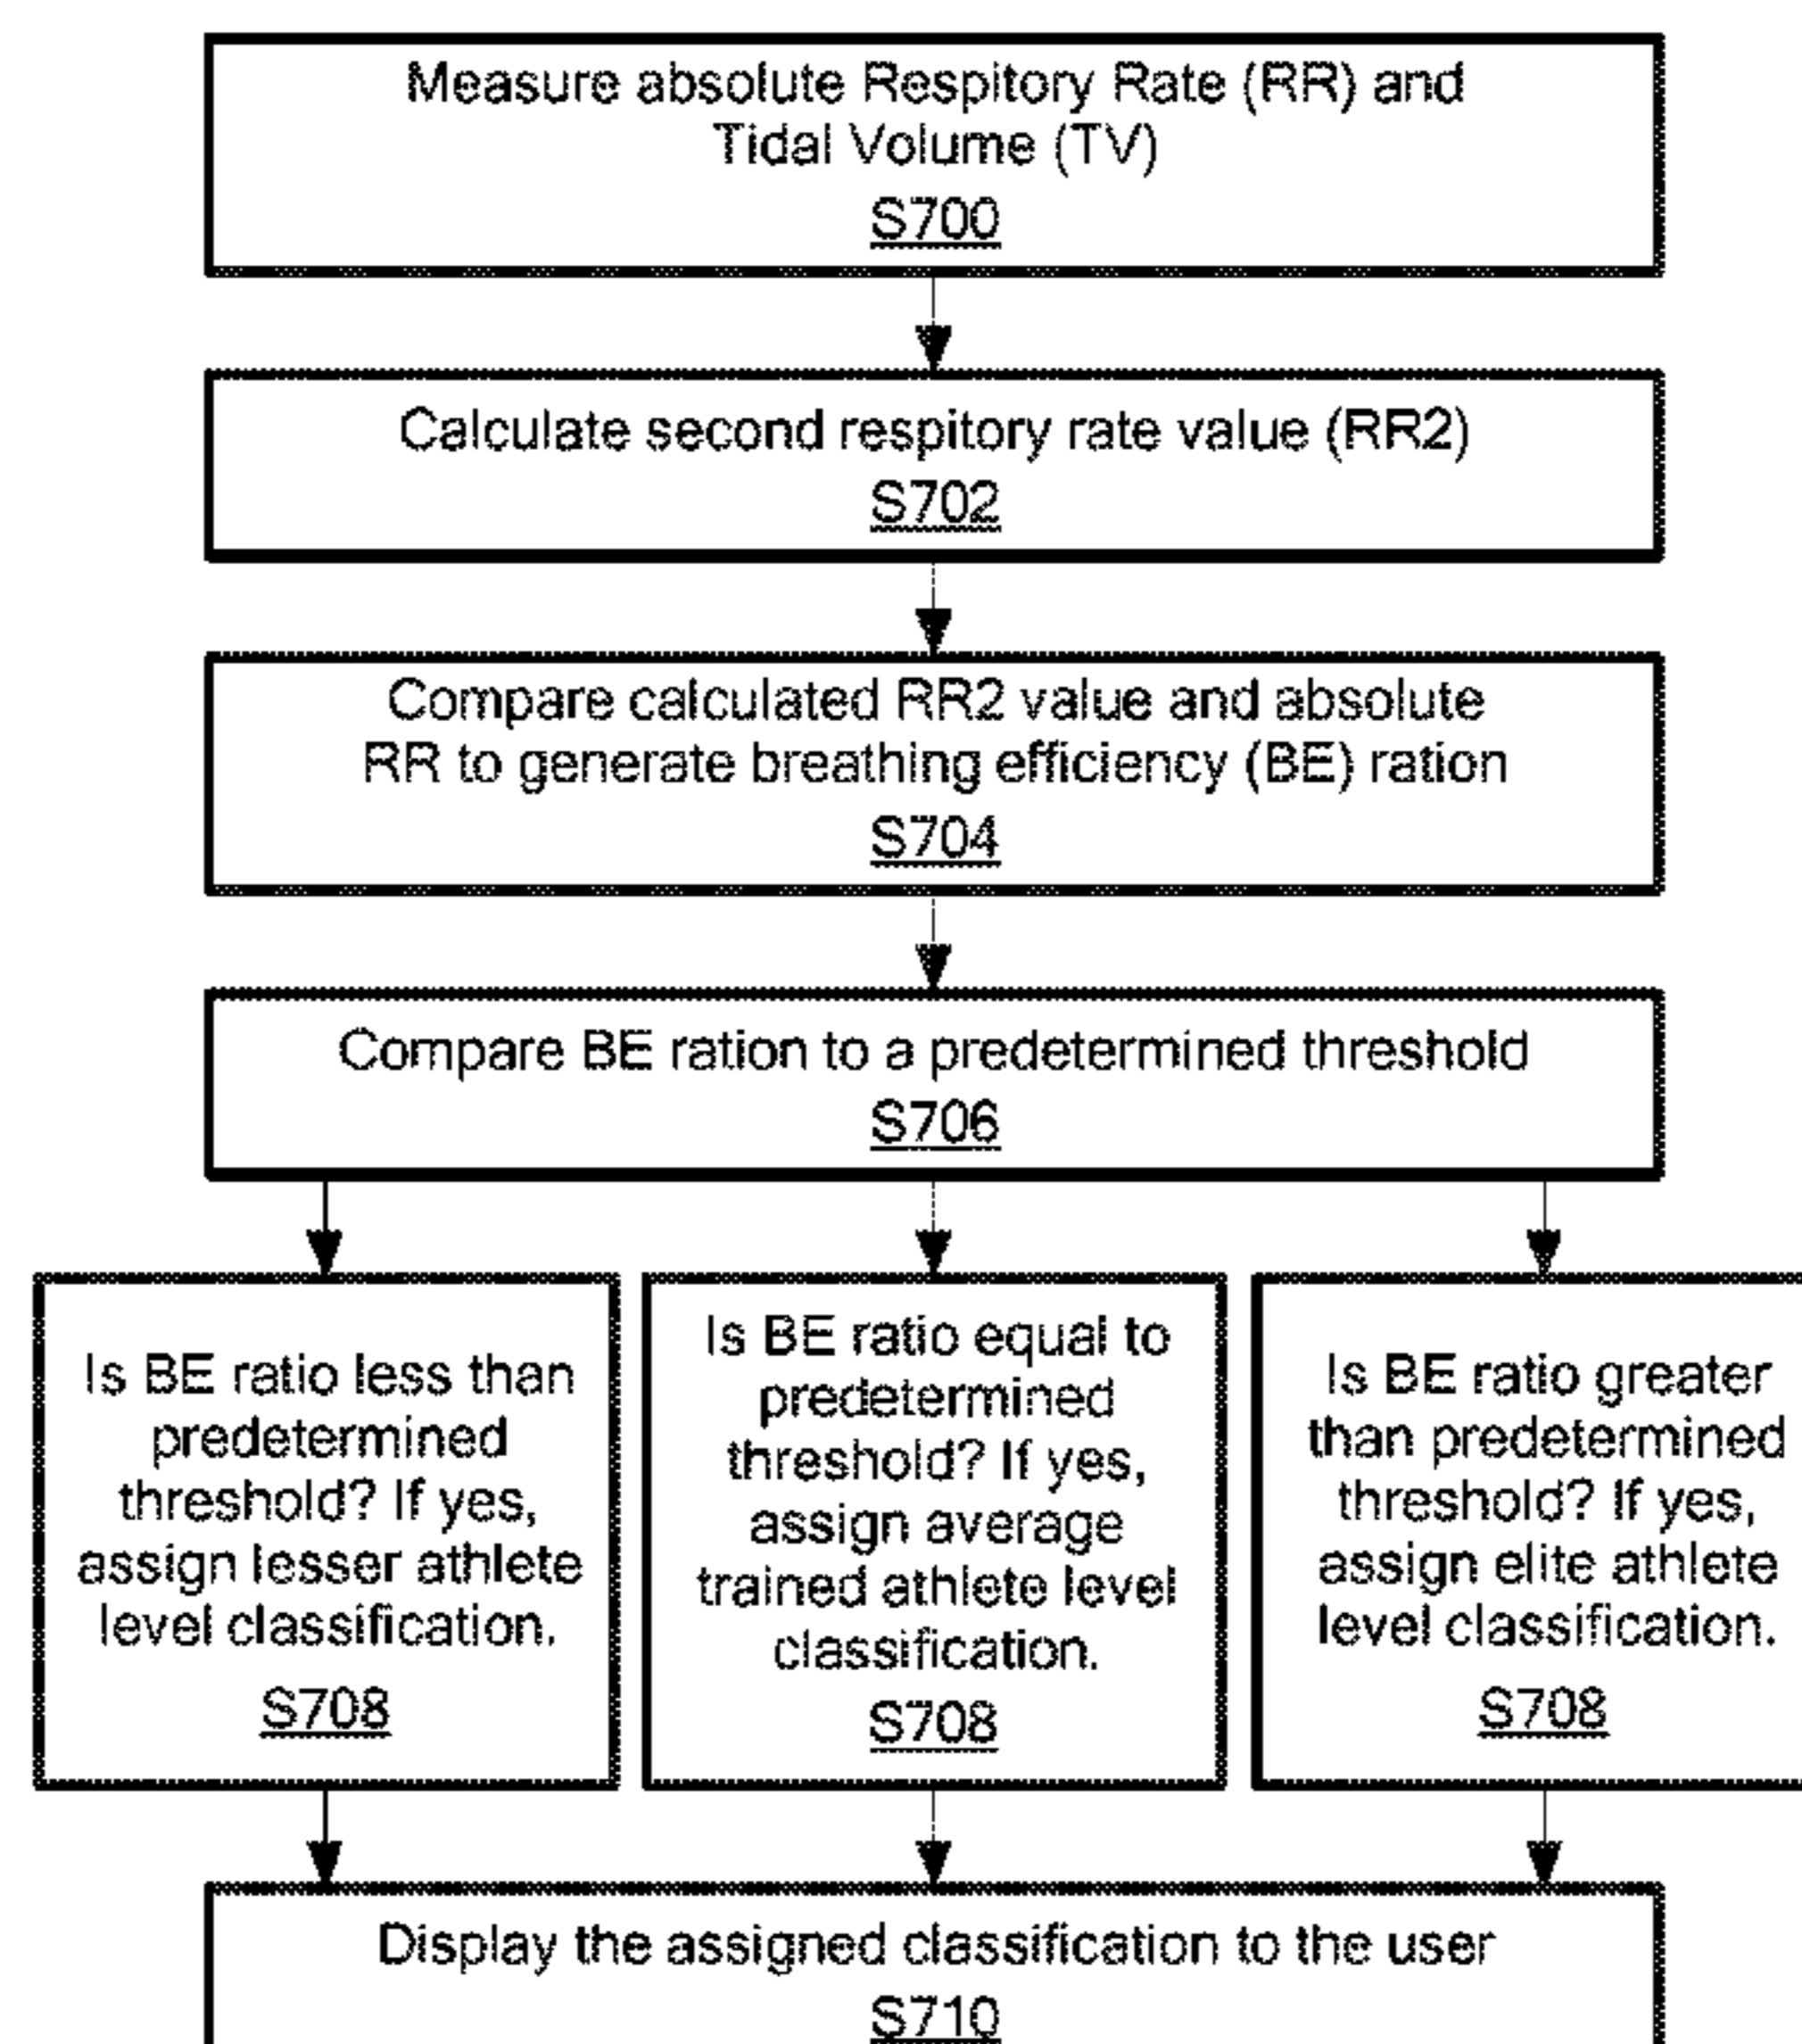 Measure absolute Respitory Rate (RR) and
Tidal Volume (TV)
S700
Calculate second respitory rate value (RR2)
S702
Compare calculated RR2 value and absolute
RR to generate breathing efficiency (BE) ration
S704
Compare BE ration to a predetermined threshold
S706
Is BE ratio less than
predetermined
threshold? If yes,
assign lesser athlete
level classification.
S708
Is BE ratio equal to
predetermined
threshold? If yes,
assign average
trained athlete level
classification.
S708
Is BE ratio greater
than predetermined
threshold? If yes,
assign elite athlete
level classification.
S708
Display the assigned classification to the user
S710